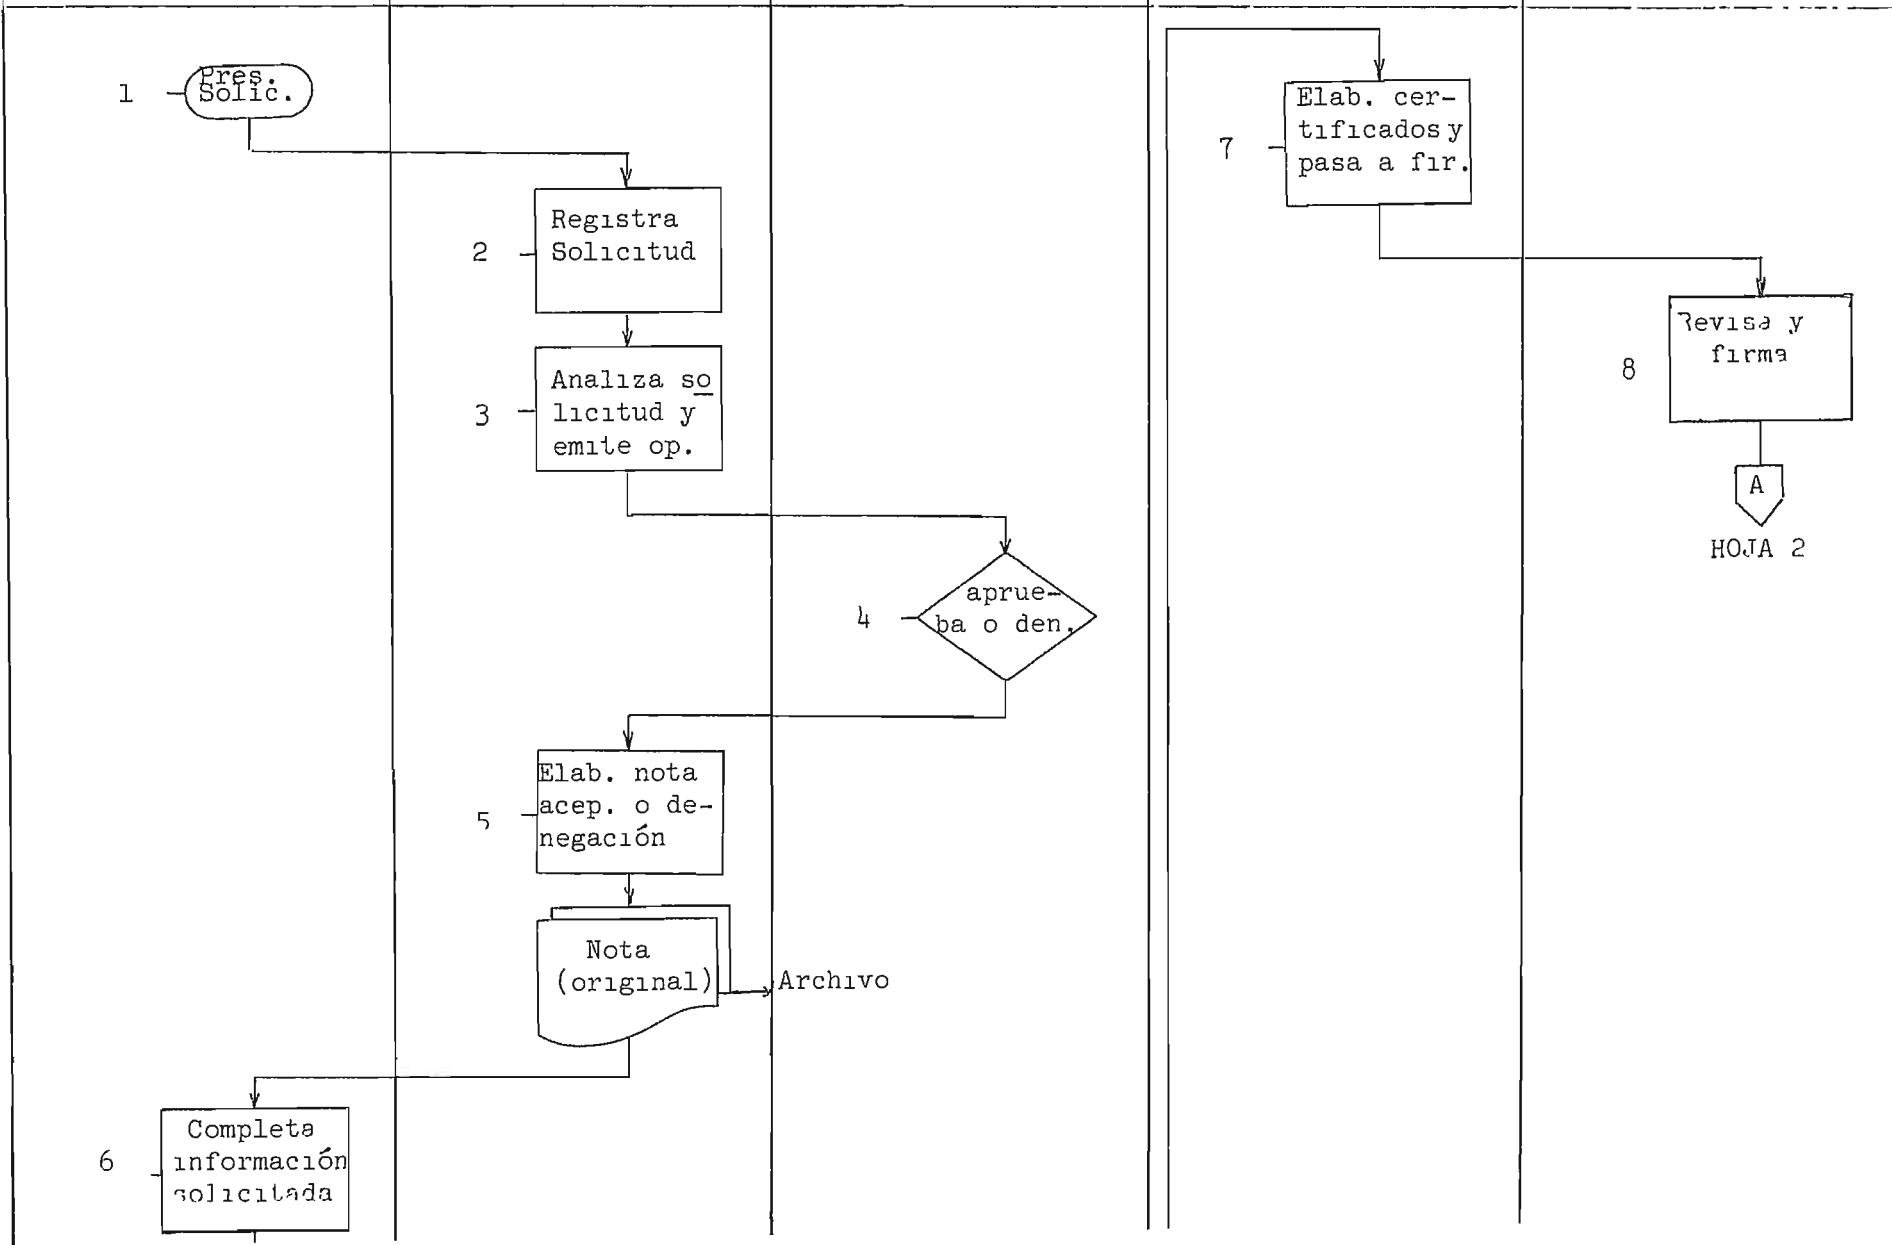 1
Pres.
Solic.
2
Registra
Solicitud
3
Analiza so
licitud y
emite op.
4
aprue-
ba o den.
5
Elab. nota
acep. o de-
negación
Nota
(original)
Archivo
6
Completa
información
solicitada
7
Elab. cer-
tificados y
pasa a fir.
8
Revisa y
firma
A
HOJA 2